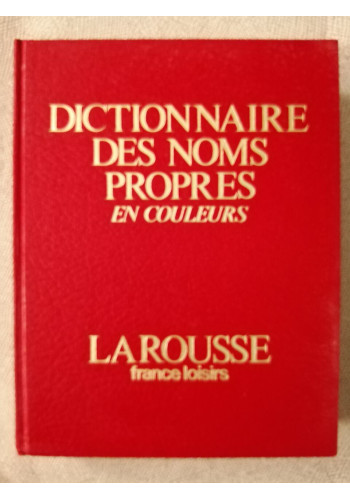 DICTIONNAIRE
DES NOMS
PROPRES
EN COULEURS
LAROUSSE
france loisirs